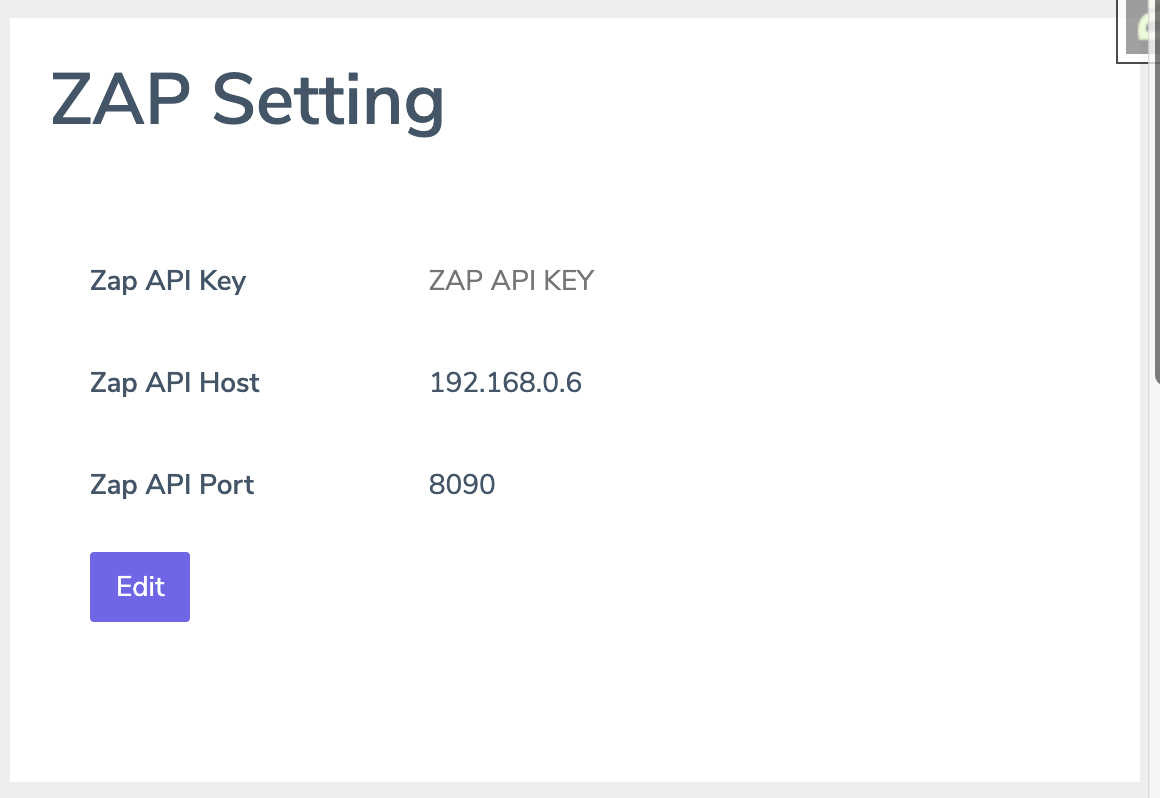 ZAP Setting
Zap API Key ZAP API KEY
Zap API Host 192.168.0.6
Zap API Port 8090
Edit